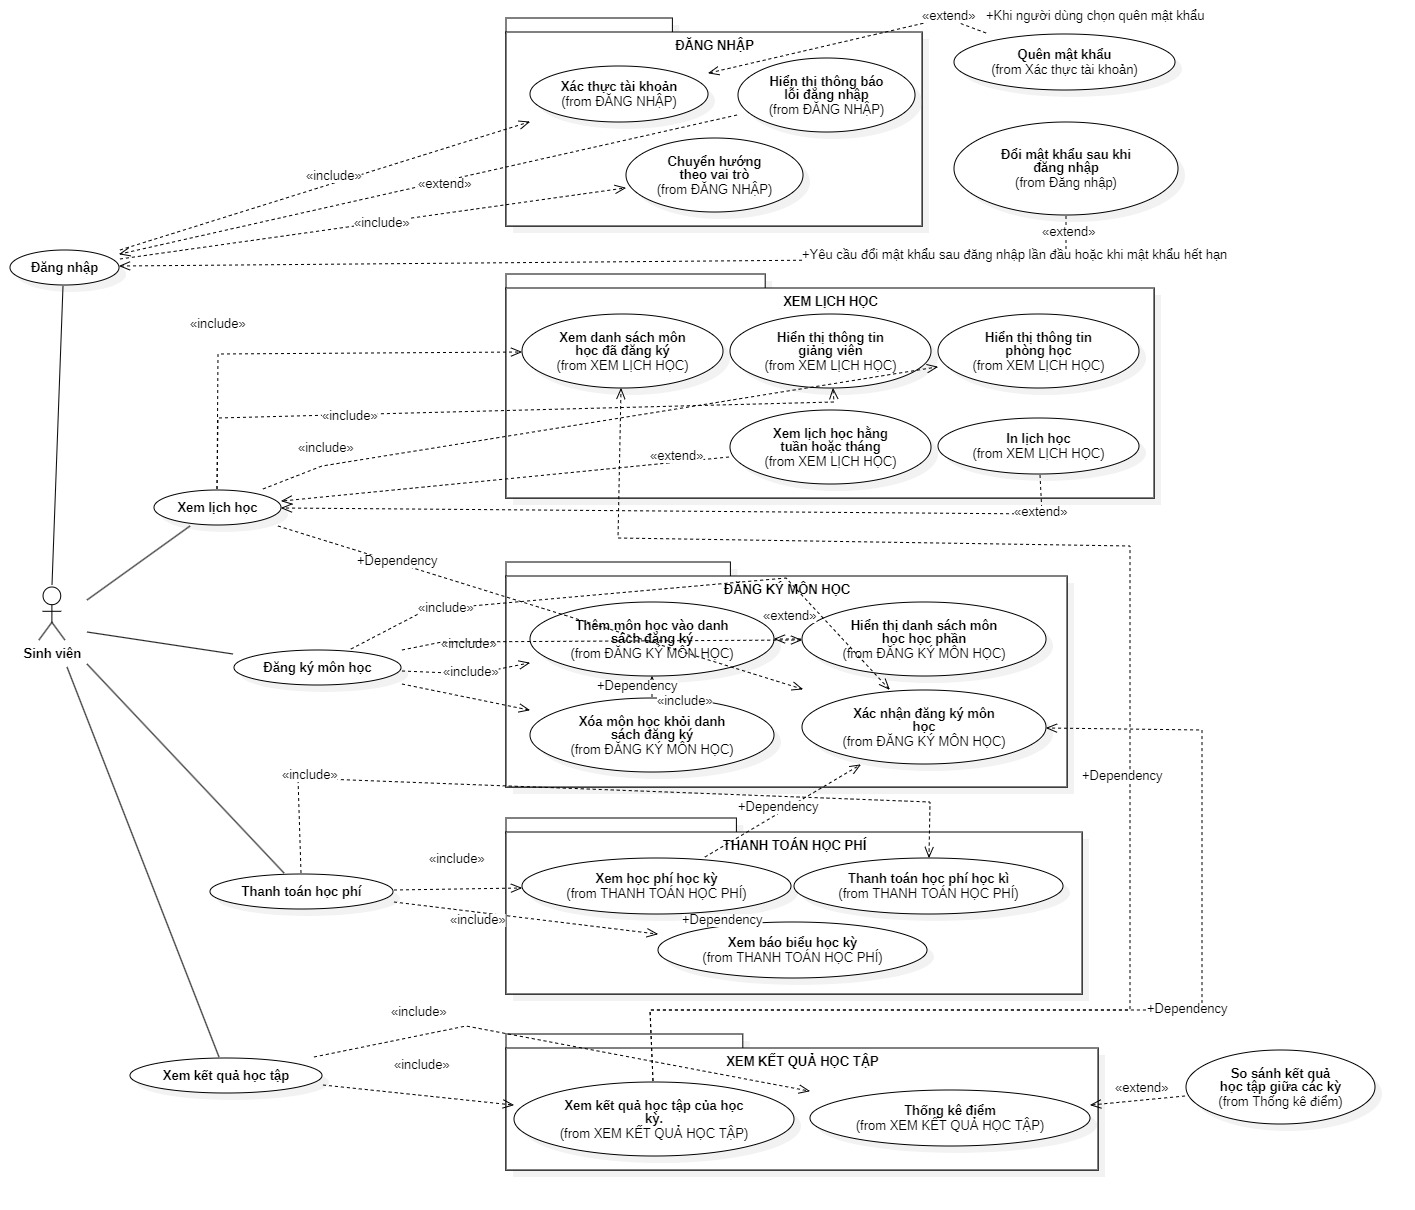 «extend»
+Khi người dùng chọn quên mật khẩu
ĐĂNG NHẬP
Quên mật khẩu
(from Xác thực tài khoản)
Xác thực tài khoản
(from ĐĂNG NHẬP)
Hiển thị thông báo
lỗi đăng nhập
(from ĐĂNG NHẬP)
Chuyển hướng
theo vai trò
(from ĐĂNG NHẬP)
Đổi mật khẩu sau khi
đăng nhập
(from Đăng nhập)
«include»
«extend»
«include»
«extend»
+Yêu cầu đổi mật khẩu sau đăng nhập lần đầu hoặc khi mật khẩu hết hạn
Đăng nhập
XEM LỊCH HỌC
«include»
Xem danh sách môn
học đã đăng ký
(from XEM LỊCH HỌC)
Hiển thị thông tin
giảng viên
(from XEM LỊCH HỌC)
Hiển thị thông tin
phòng học
(from XEM LỊCH HỌC)
«include»
«include»
«extend»
Xem lịch học hằng
tuần hoặc tháng
(from XEM LỊCH HỌC)
In lịch học
(from XEM LỊCH HỌC)
«extend»
Xem lịch học
+Dependency
ĐĂNG KÝ MÔN HỌC
«include»
«extend»
Thêm môn học vào danh
sách đăng ký
(from ĐĂNG KÝ MÔN HỌC)
Hiển thị danh sách môn
học học phần
(from ĐĂNG KÝ MÔN HỌC)
«include»
Sinh viên
Đăng ký môn học
«include»
+Dependency
«include»
Xóa môn học khỏi danh
sách đăng ký
(from ĐĂNG KÝ MÔN HỌC)
Xác nhận đăng ký môn
học
(from ĐĂNG KÝ MÔN HỌC)
«include»
+Dependency
+Dependency
THANH TOÁN HỌC PHÍ
«include»
Xem học phí học kỳ
(from THANH TOÁN HỌC PHÍ)
Thanh toán học phí học kì
(from THANH TOÁN HỌC PHÍ)
Thanh toán học phí
«include»
+Dependency
Xem báo biểu học kỳ
(from THANH TOÁN HỌC PHÍ)
«include»
+Dependency
XEM KẾT QUẢ HỌC TẬP
«include»
Xem kết quả học tập
Xem kết quả học tập của học
kỳ.
(from XEM KẾT QUẢ HỌC TẬP)
Thống kê điểm
(from XEM KẾT QUẢ HỌC TẬP)
«extend»
So sánh kết quả
học tập giữa các kỳ
(from Thống kê điểm)